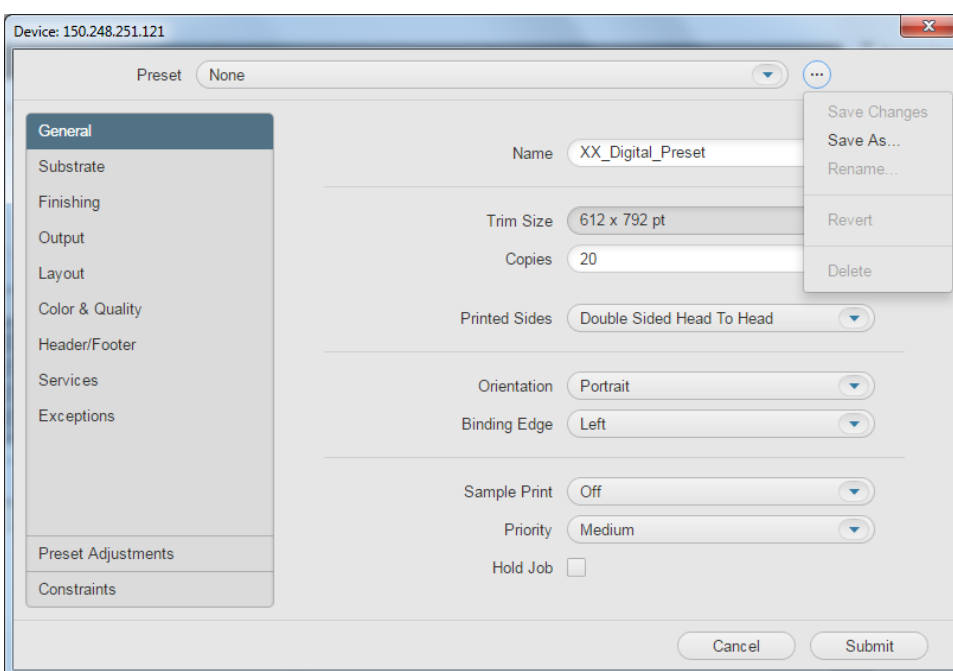 Device: 150.248.251.121
Preset None ...
General
Substrate
Finishing
Output
Layout
Color & Quality
Header/Footer
Services
Exceptions
Preset Adjustments
Constraints
Name XX_Digital_Preset
Trim Size 612 x 792 pt
Copies 20
Printed Sides Double Sided Head To Head
Orientation Portrait
Binding Edge Left
Sample Print Off
Priority Medium
Hold Job
Save Changes
Save As...
Rename...
Revert
Delete
Cancel Submit